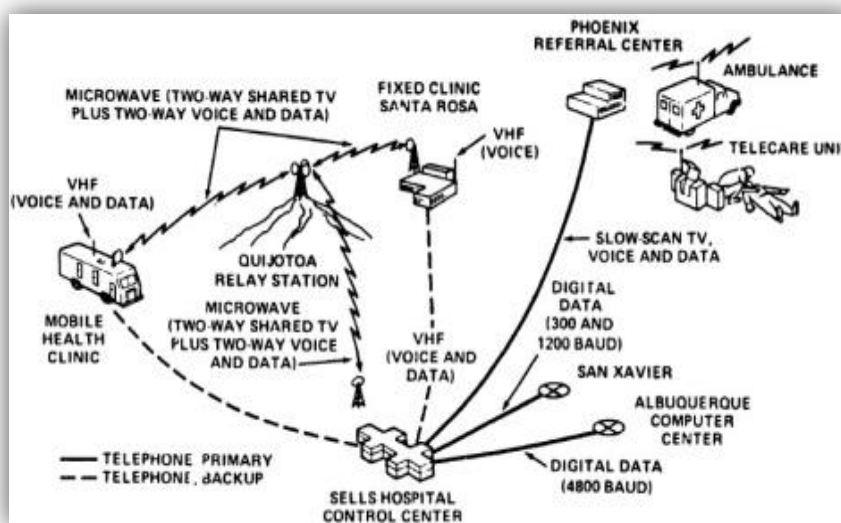 PHOENIX
REFERRAL CENTER
AMBULANCE
MICROWAVE (TWO-WAY SHARED TV
PLUS TWO-WAY VOICE AND DATA)
FIXED CLINIC
SANTA ROSA
VHF
(VOICE)
TELECARE UNI
VHF
(VOICE AND DATA)
SLOW-SCAN TV,
VOICE AND DATA
QUIJOTOA
RELAY STATION
DIGITAL
DATA
(300 AND
1200 BAUD)
MICROWAVE
(TWO-WAY SHARED TV
PLUS TWO-WAY VOICE
AND DATA)
MOBILE
HEALTH
CLINIC
VHF
(VOICE AND
DATA)
SAN XAVIER
ALBUQUERQUE
COMPUTER
CENTER
TELEPHONE, PRIMARY
TELEPHONE, BACKUP
DIGITAL DATA
(4800 BAUD)
SELLS HOSPITAL
CONTROL CENTER